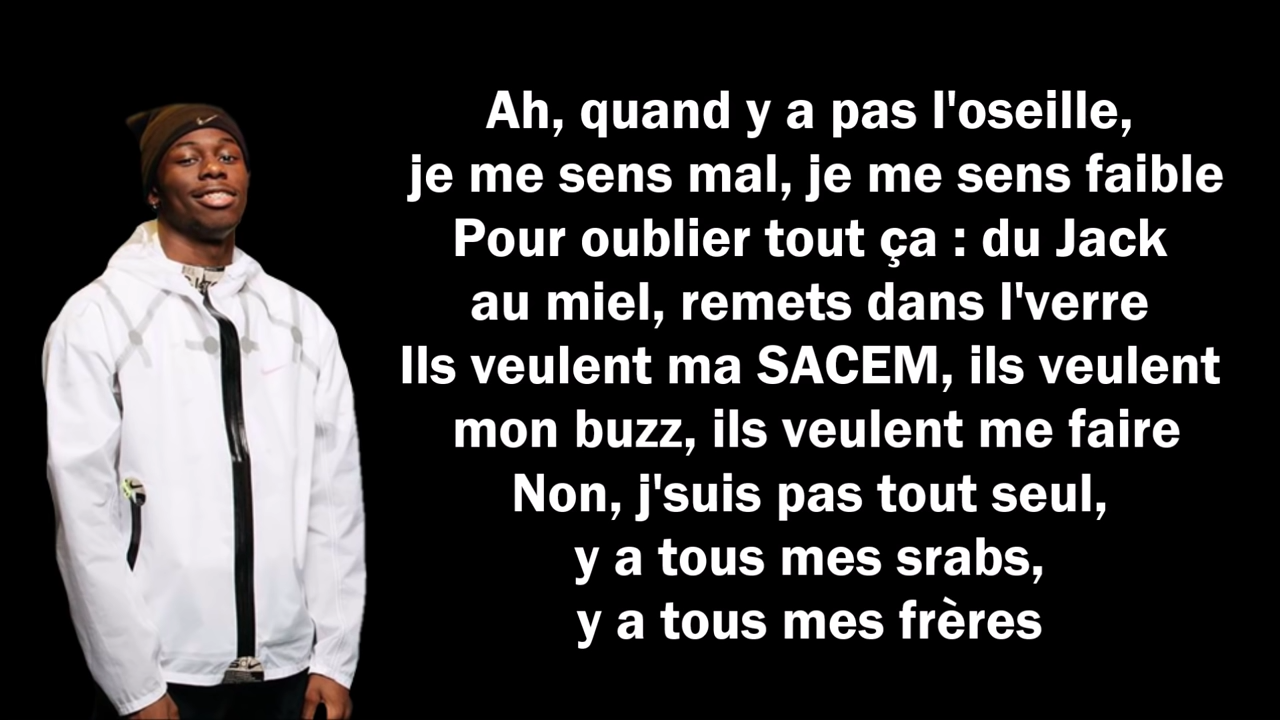 Ah, quand y a pas l'oseille,
je me sens mal, je me sens faible
Pour oublier tout ça : du Jack
au miel, remets dans l'verre
Ils veulent ma SACEM, ils veulent
mon buzz, ils veulent me faire
Non, j'suis pas tout seul,
y a tous mes srabs,
y a tous mes frères